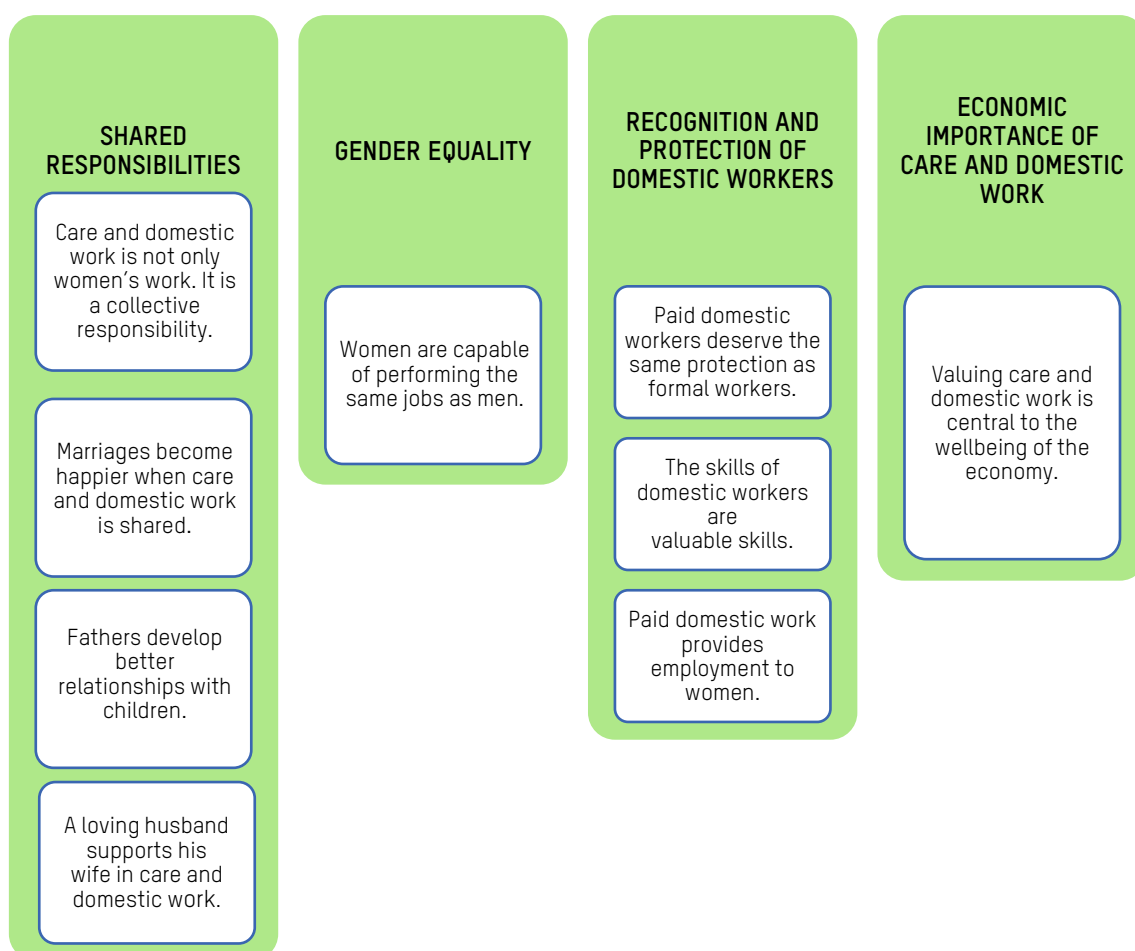 SHARED
RESPONSIBILITIES
Care and domestic
work is not only
women's work. It is
a collective
responsibility.
Marriages become
happier when care
and domestic work
is shared.
Fathers develop
better
relationships with
children.
A loving husband
supports his
wife in care and
domestic work.
GENDER EQUALITY
Women are capable
of performing the
same jobs as men.
RECOGNITION AND
PROTECTION OF
DOMESTIC WORKERS
Paid domestic
workers deserve the
same protection as
formal workers.
The skills of
domestic workers
are
valuable skills.
Paid domestic work
provides
employment to
women.
ECONOMIC
IMPORTANCE OF
CARE AND DOMESTIC
WORK
Valuing care and
domestic work is
central to the
wellbeing of the
economy.